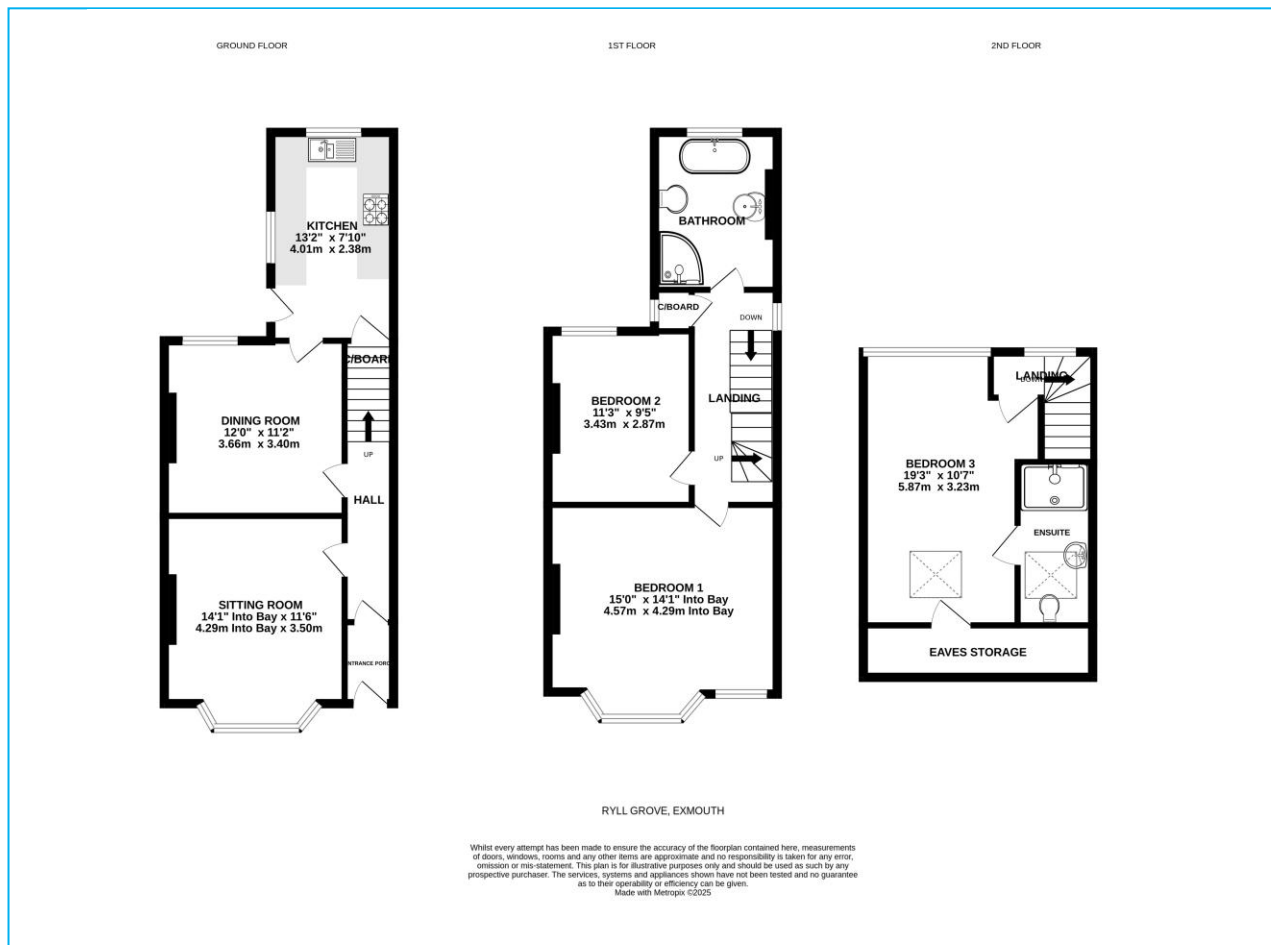 GROUND FLOOR
KITCHEN
13'2" x 7'10"
4.01m x 2.38m
C/BOARD
DINING ROOM
12'0" x 11'2"
3.66m x 3.40m
UP
HALL
SITTING ROOM
14'1" Into Bay x 11'6"
4.29m Into Bay x 3.50m
NTRANCE PORC
1ST FLOOR
BATHROOM
C/BOARD
DOWN
BEDROOM 2
11'3" x 9'5"
3.43m x 2.87m
LANDING
UP
BEDROOM 1
15'0" x 14'1" Into Bay
4.57m x 4.29m Into Bay
2ND FLOOR
LANDING
DOWN
BEDROOM 3
19'3" x 10'7"
5.87m x 3.23m
ENSUITE
EAVES STORAGE
RYLL GROVE, EXMOUTH
Whilst every attempt has been made to ensure the accuracy of the floorplan contained here, measurements
of doors, windows, rooms and any other items are approximate and no responsibility is taken for any error,
omission or mis-statement. This plan is for illustrative purposes only and should be used as such by any
prospective purchaser. The services, systems and appliances shown have not been tested and no guarantee
as to their operability or efficiency can be given.
Made with Metropix ©2025